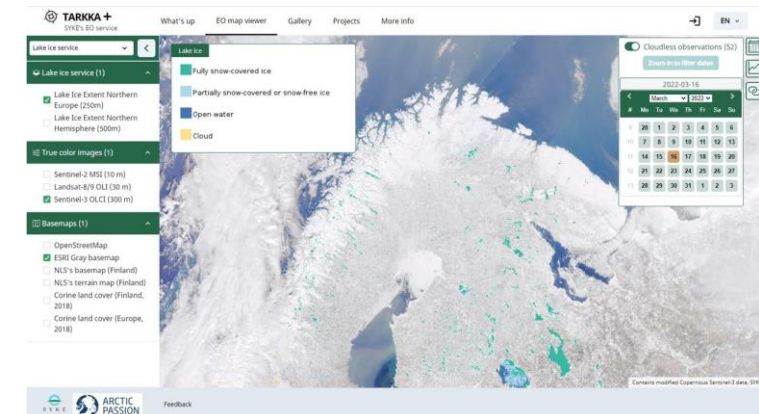 TARKKA +
SYKE's EO service
What's up
EO map viewer
Gallery
Projects
More info
EN
Lake ice service
Lake ice service (1)
Lake Ice Extent Northern
Europe (250m)
Lake Ice Extent Northern
Hemisphere (500m)
True color images (1)
Sentinel-2 MSI (10 m)
Landsat-8/9 OLI (30 m)
Sentinel-3 OLCI (300 m)
Basemaps (1)
OpenStreetMap
ESRI Gray basemap
NLS's basemap (Finland)
NLS's terrain map (Finland)
Corine land cover (Finland,
2018)
Corine land cover (Europe,
2018)
Lake ice
Fully snow-covered ice
Partially snow-covered or snow-free ice
Open water
Cloud
Cloudless observations (52)
Zoom in to filter dates
2022-03-16
March 2022
# Mo Tu We Th Fr Sa Su
9 28 1 2 3 4 5 6
10 7 8 9 10 11 12 13
11 14 15 16 17 18 19 20
12 21 22 23 24 25 26 27
13 28 29 30 31 1 2 3
Contains modified Copernicus Sentinel-3 data, SYK
SYKE
ARCTIC
PASSION
Feedback